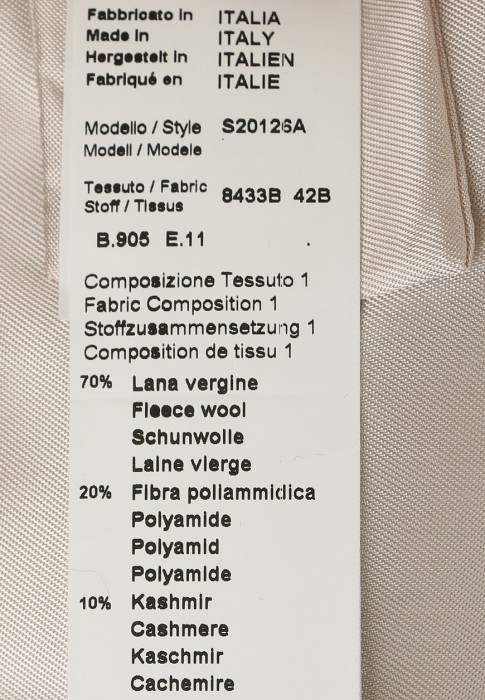 Fabbricato in ITALIA
Made in ITALY
Hergestelt in ITALIEN
Fabriqué en ITALIE
Modello / Style S20126A
Modell / Modele
Tessuto / Fabric 8433B 42B
Stoff / Tissus
B.905 E.11
Composizione Tessuto 1
Fabric Composition 1
Stoffzusammensetzung 1
Composition de tissu 1
70% Lana vergine
Fleece wool
Schunwolle
Laine vierge
20% Fibra poliammidica
Polyamide
Polyamid
Polyamide
10% Kashmir
Cashmere
Kaschmir
Cachemire